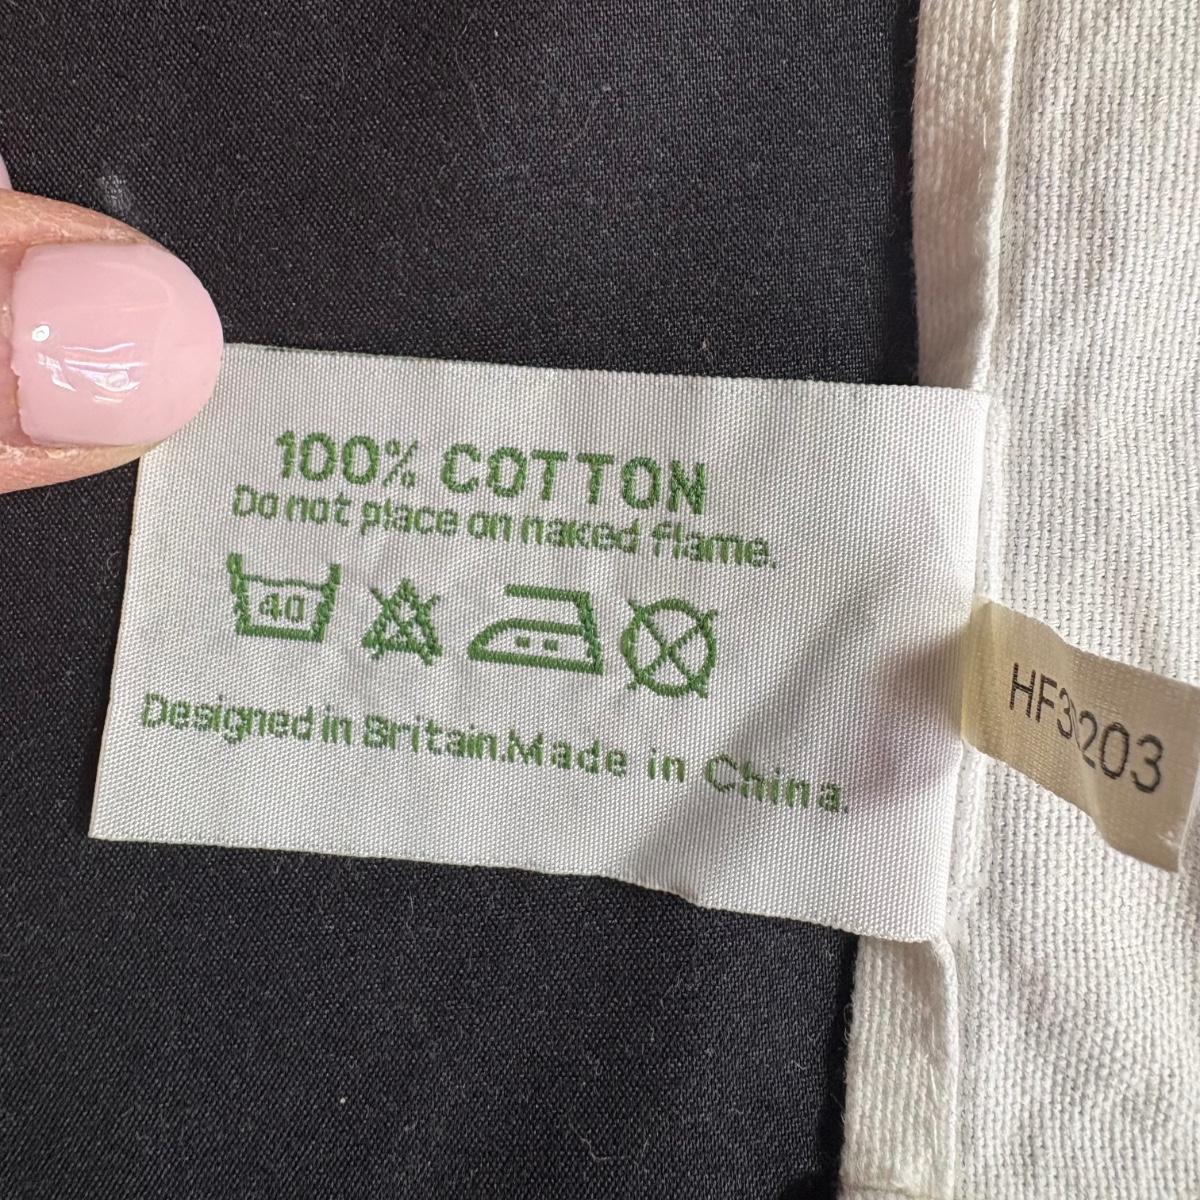 100% COTTON
Do not place on naked flame.
40
Designed in Britain.Made in China.